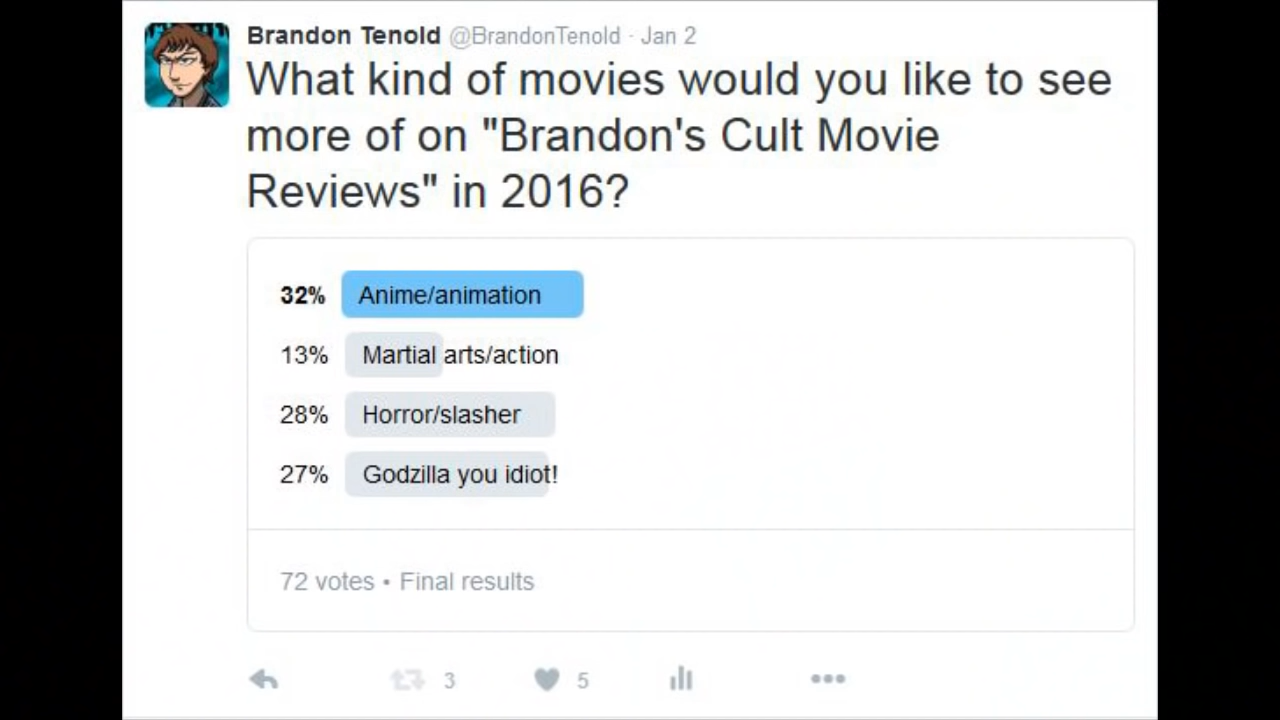 Brandon Tenold @BrandonTenold · Jan 2
What kind of movies would you like to see
more of on "Brandon's Cult Movie
Reviews" in 2016?
32% Anime/animation
13% Martial arts/action
28% Horror/slasher
27% Godzilla you idiot!
72 votes • Final results
3 5